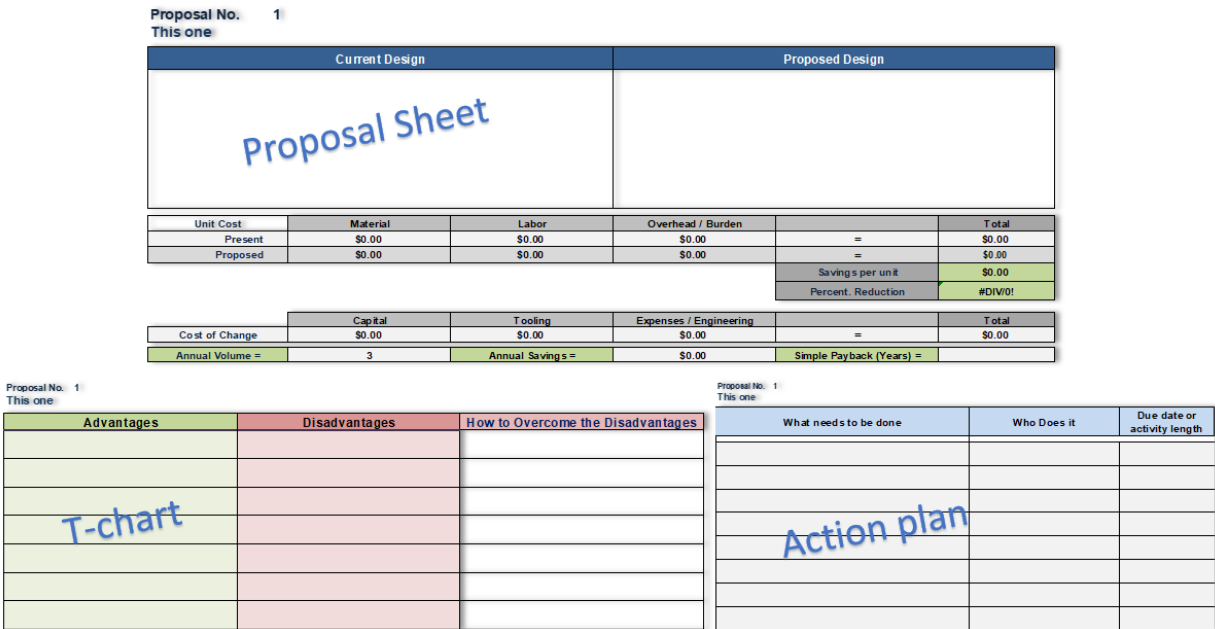 Proposal No. 1
This one
Current Design Proposed Design
Proposal Sheet
Unit Cost Material Labor Overhead / Burden Total
Present $0.00 $0.00 $0.00 = $0.00
Proposed $0.00 $0.00 $0.00 = $0.00
Savings per unit $0.00
Percent. Reduction #DIV/0!
Capital Tooling Expenses / Engineering Total
Cost of Change $0.00 $0.00 $0.00 = $0.00
Annual Volume = 3 Annual Savings = $0.00 Simple Payback (Years) =
Proposal No. 1
This one
Advantages Disadvantages How to Overcome the Disadvantages
T-chart
Proposal No. 1
This one
What needs to be done Who Does it Due date or
activity length
Action plan